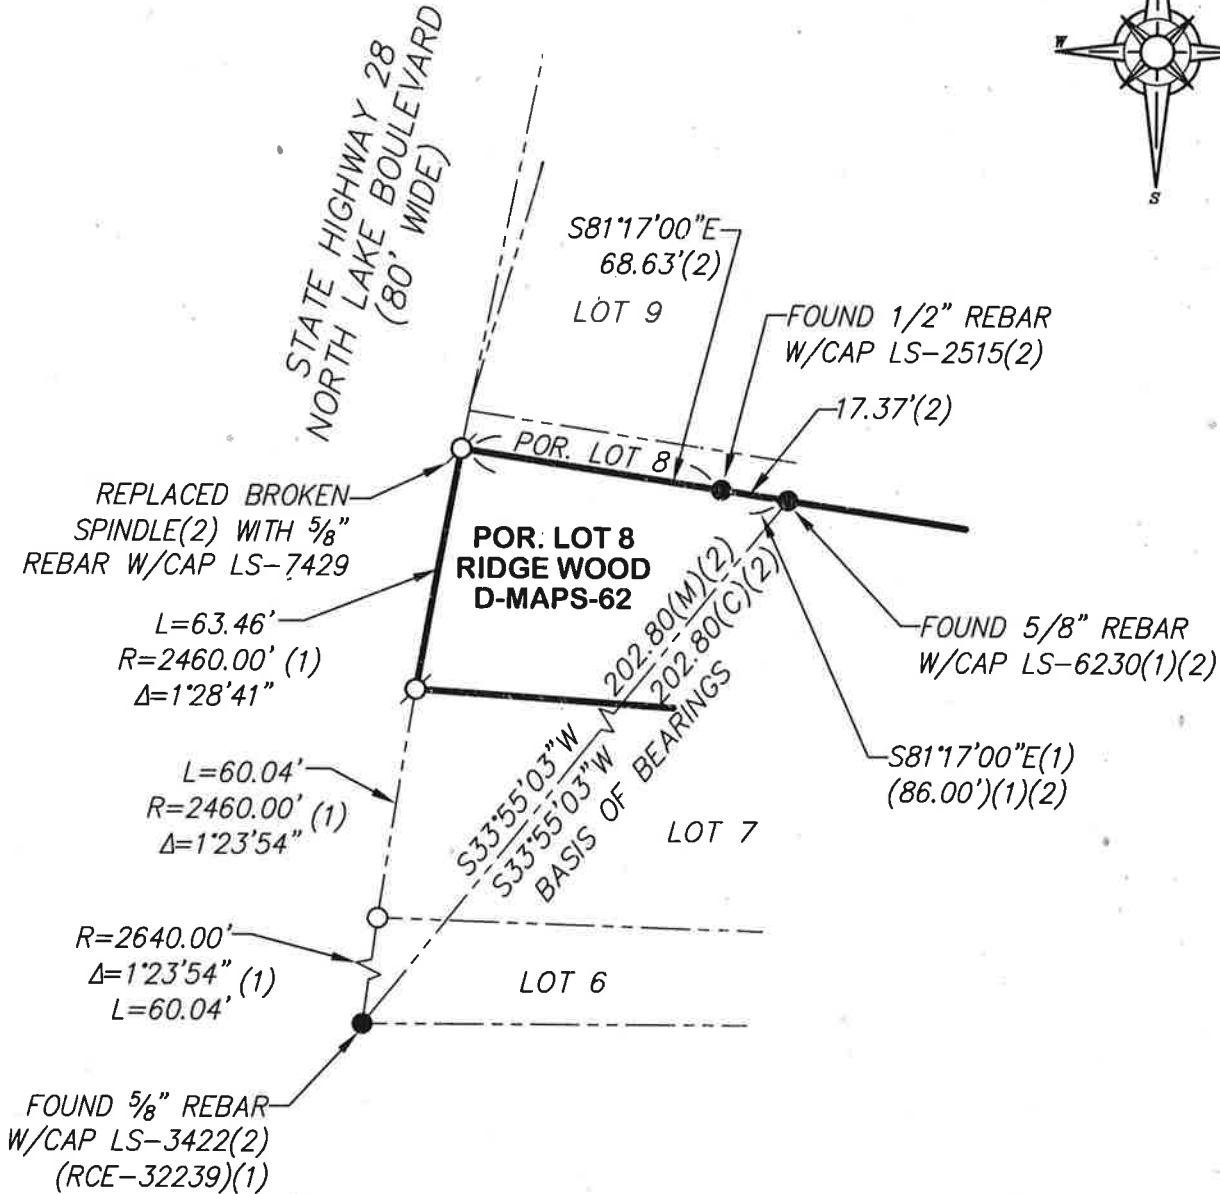 STATE HIGHWAY 28
NORTH LAKE BOULEVARD
(80' WIDE)
W
S
S81°17'00"E
68.63'(2)
LOT 9
FOUND 1/2" REBAR
W/CAP LS-2515(2)
17.37'(2)
POR. LOT 8
REPLACED BROKEN
SPINDLE(2) WITH 5/8"
REBAR W/CAP LS-7429
POR. LOT 8
RIDGE WOOD
D-MAPS-62
L=63.46'
R=2460.00' (1)
Δ=1°28'41"
FOUND 5/8" REBAR
W/CAP LS-6230(1)(2)
S33°55'03"W 202.80(M)(2)
S33°55'03"W 202.80(C)(2)
BASIS OF BEARINGS
S81°17'00"E(1)
(86.00')(1)(2)
L=60.04'
R=2460.00' (1)
Δ=1°23'54"
LOT 7
R=2640.00'
Δ=1°23'54" (1)
L=60.04'
LOT 6
FOUND 5/8" REBAR
W/CAP LS-3422(2)
(RCE-32239)(1)